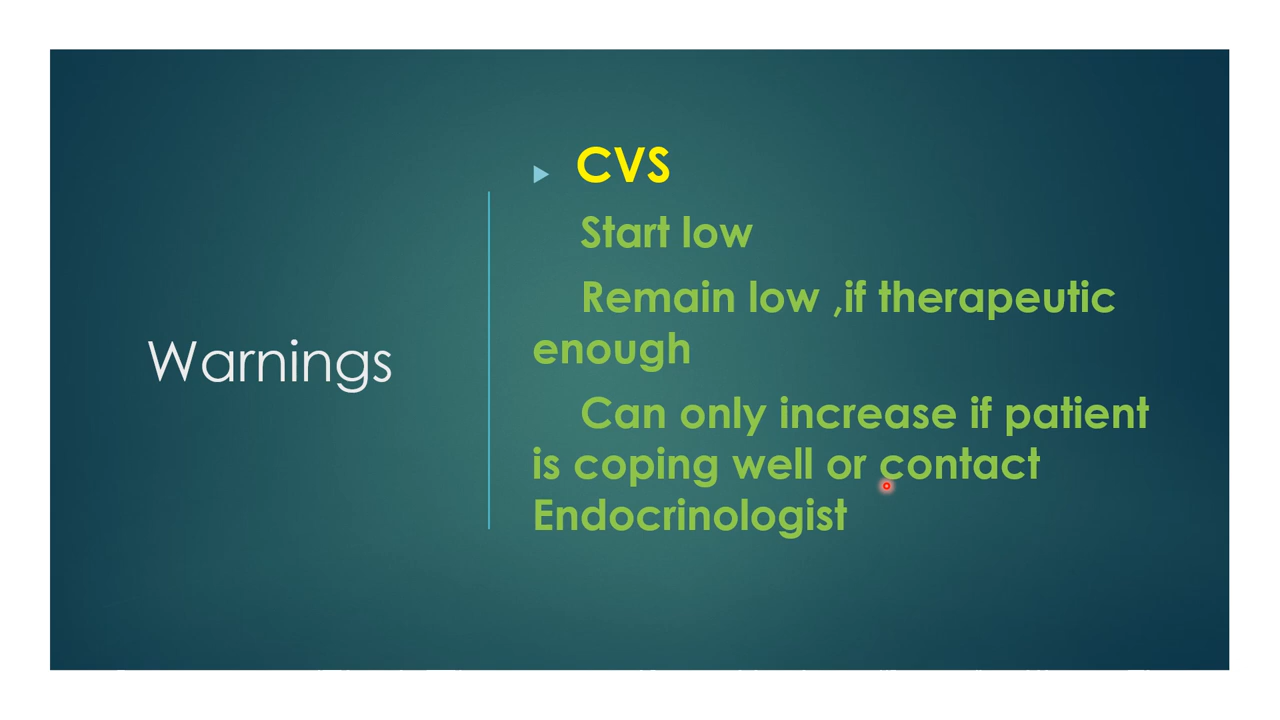 Warnings
CVS
Start low
Remain low ,if therapeutic
enough
Can only increase if patient
is coping well or contact
Endocrinologist